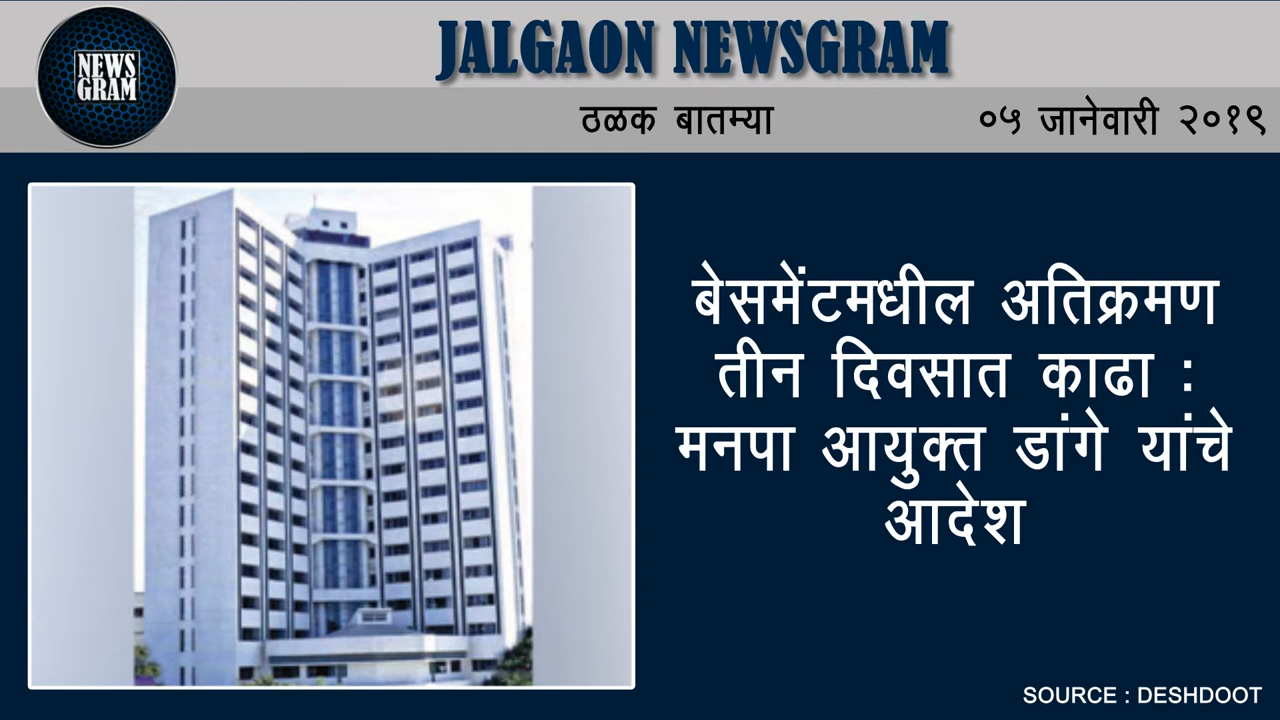 NEWS
GRAM
JALGAON NEWSGRAM
ठळक बातम्या
०५ जानेवारी २०१९
बेसमेंटमधील अतिक्रमण
तीन दिवसात काढा :
मनपा आयुक्त डांगे यांचे
आदेश
SOURCE : DESHDOOT